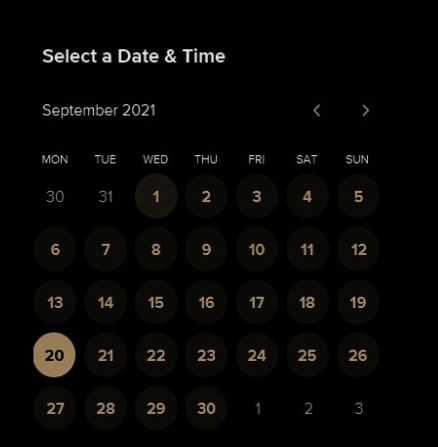 Select a Date & Time
September 2021
MON TUE WED THU FRI SAT SUN
30 31 1 2 3 4 5
6 7 8 9 10 11 12
13 14 15 16 17 18 19
20 21 22 23 24 25 26
27 28 29 30 1 2 3